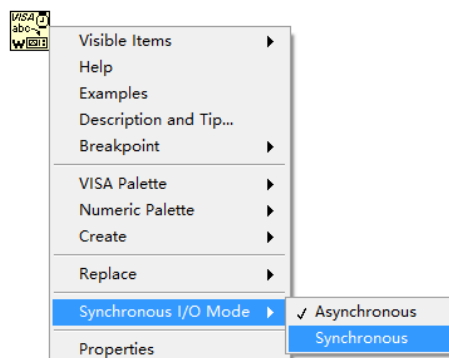 VISA
abc
W
Visible Items
Help
Examples
Description and Tip...
Breakpoint
VISA Palette
Numeric Palette
Create
Replace
Synchronous I/O Mode
✓ Asynchronous
Synchronous
Properties